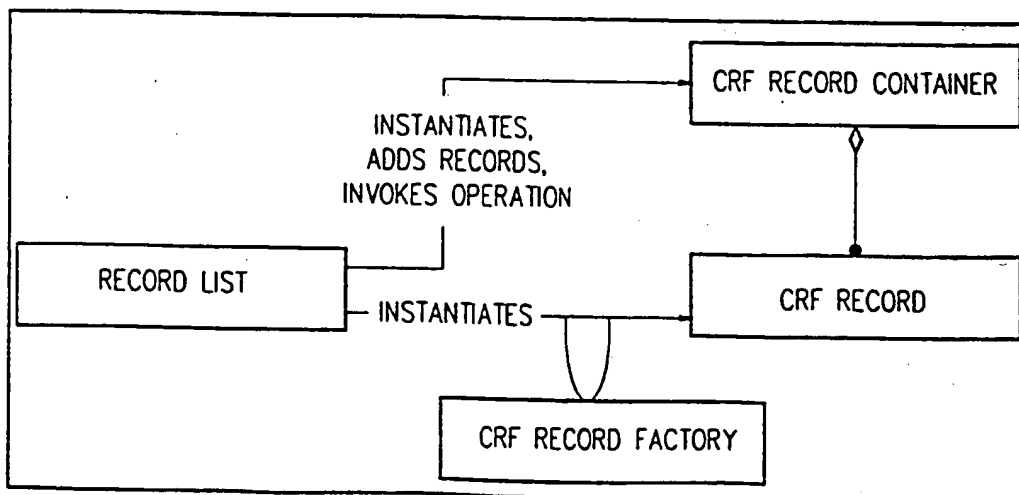 CRF RECORD CONTAINER
INSTANTIATES,
ADDS RECORDS,
INVOKES OPERATION
RECORD LIST
INSTANTIATES
CRF RECORD
CRF RECORD FACTORY